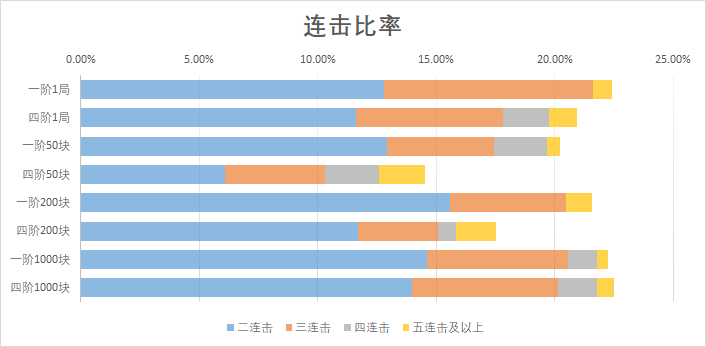 连击比率
0.00% 5.00% 10.00% 15.00% 20.00% 25.00%
一阶1局
四阶1局
一阶50块
四阶50块
一阶200块
四阶200块
一阶1000块
四阶1000块
二连击 三连击 四连击 五连击及以上